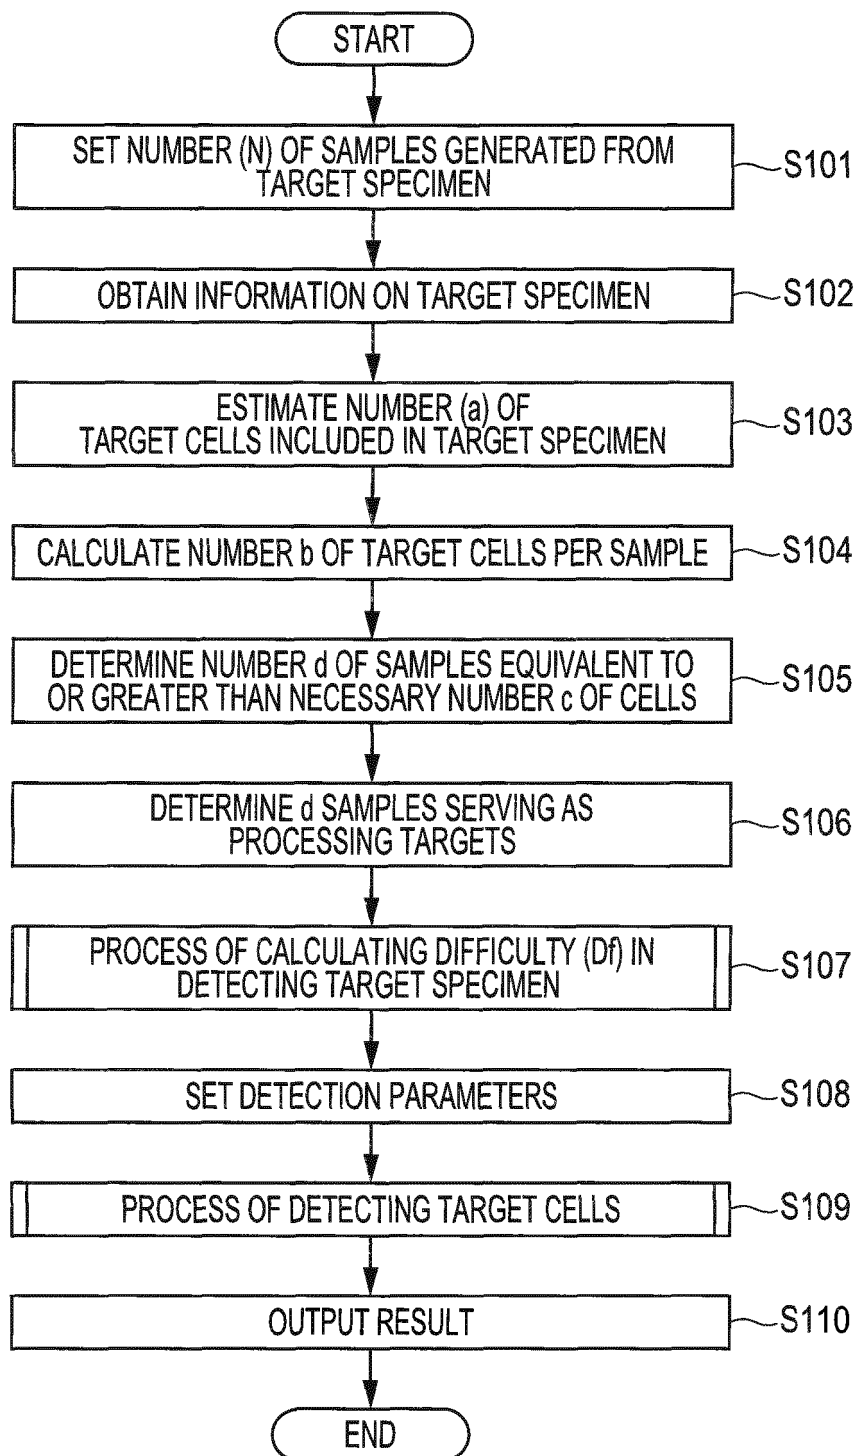 START
SET NUMBER (N) OF SAMPLES GENERATED FROM
TARGET SPECIMEN
S101
OBTAIN INFORMATION ON TARGET SPECIMEN
S102
ESTIMATE NUMBER (a) OF
TARGET CELLS INCLUDED IN TARGET SPECIMEN
S103
CALCULATE NUMBER b OF TARGET CELLS PER SAMPLE
S104
DETERMINE NUMBER d OF SAMPLES EQUIVALENT TO
OR GREATER THAN NECESSARY NUMBER c OF CELLS
S105
DETERMINE d SAMPLES SERVING AS
PROCESSING TARGETS
S106
PROCESS OF CALCULATING DIFFICULTY (Df) IN
DETECTING TARGET SPECIMEN
S107
SET DETECTION PARAMETERS
S108
PROCESS OF DETECTING TARGET CELLS
S109
OUTPUT RESULT
S110
END